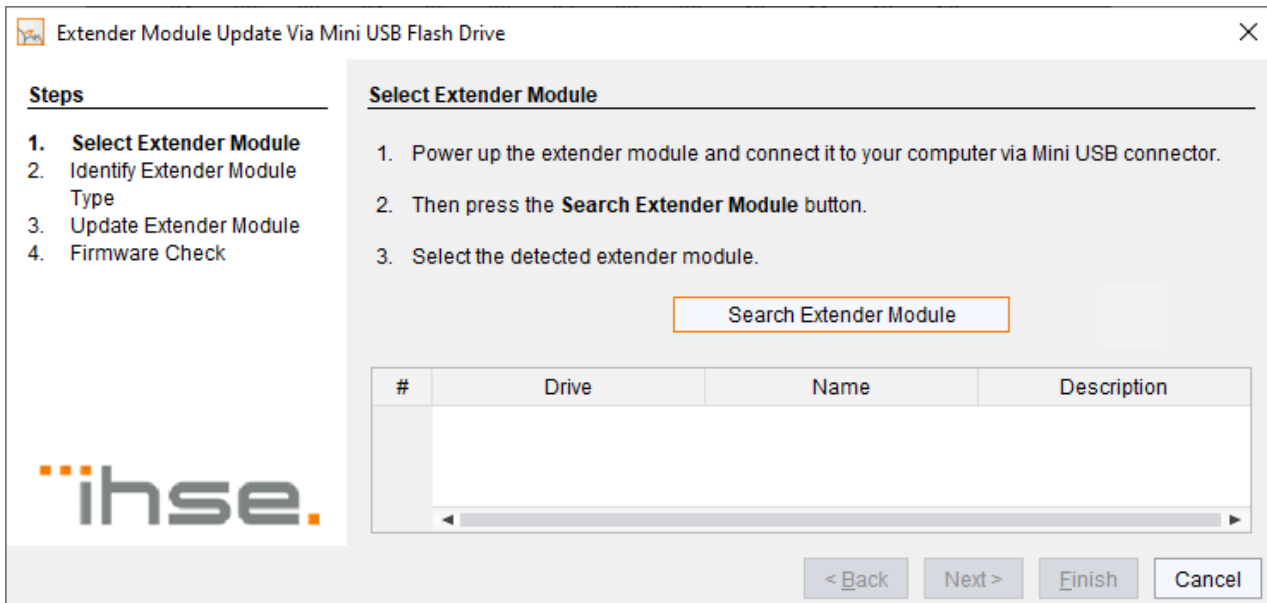 Extender Module Update Via Mini USB Flash Drive
Steps
1. Select Extender Module
2. Identify Extender Module
Type
3. Update Extender Module
4. Firmware Check
ihse.
Select Extender Module
1. Power up the extender module and connect it to your computer via Mini USB connector.
2. Then press the Search Extender Module button.
3. Select the detected extender module.
Search Extender Module
# Drive Name Description
< Back Next > Finish Cancel